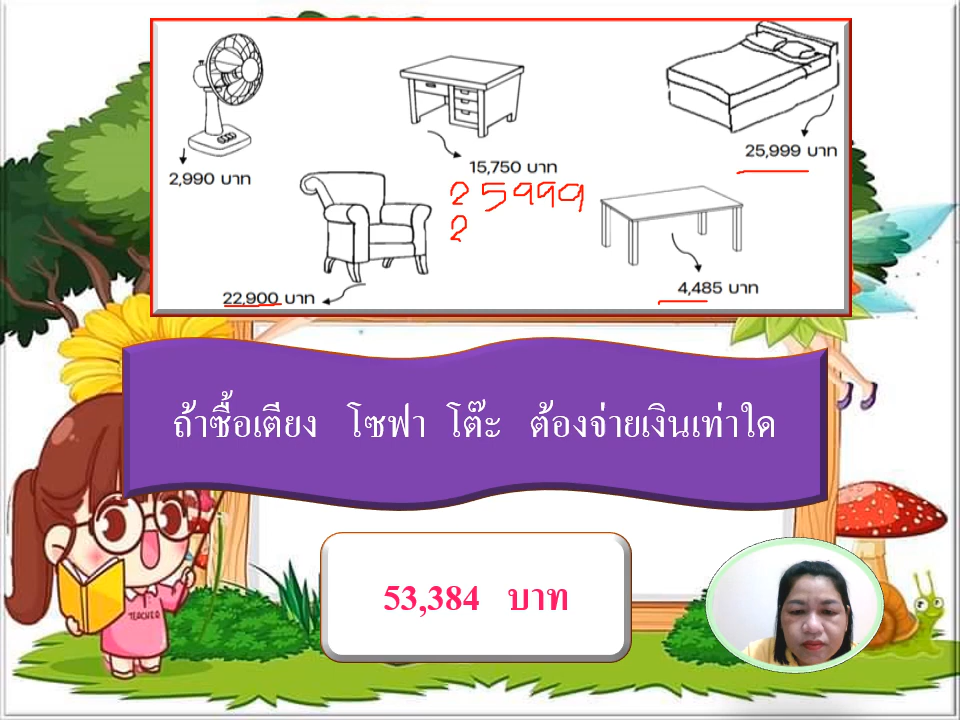 25,999 บาท
15,750 บาท
2,990 บาท
25999
2
4,485 บาท
22,900 บาท
ถ้าซื้อเตียง โซฟา โต๊ะ ต้องจ่ายเงินเท่าใด
53,384 บาท
TEACHER